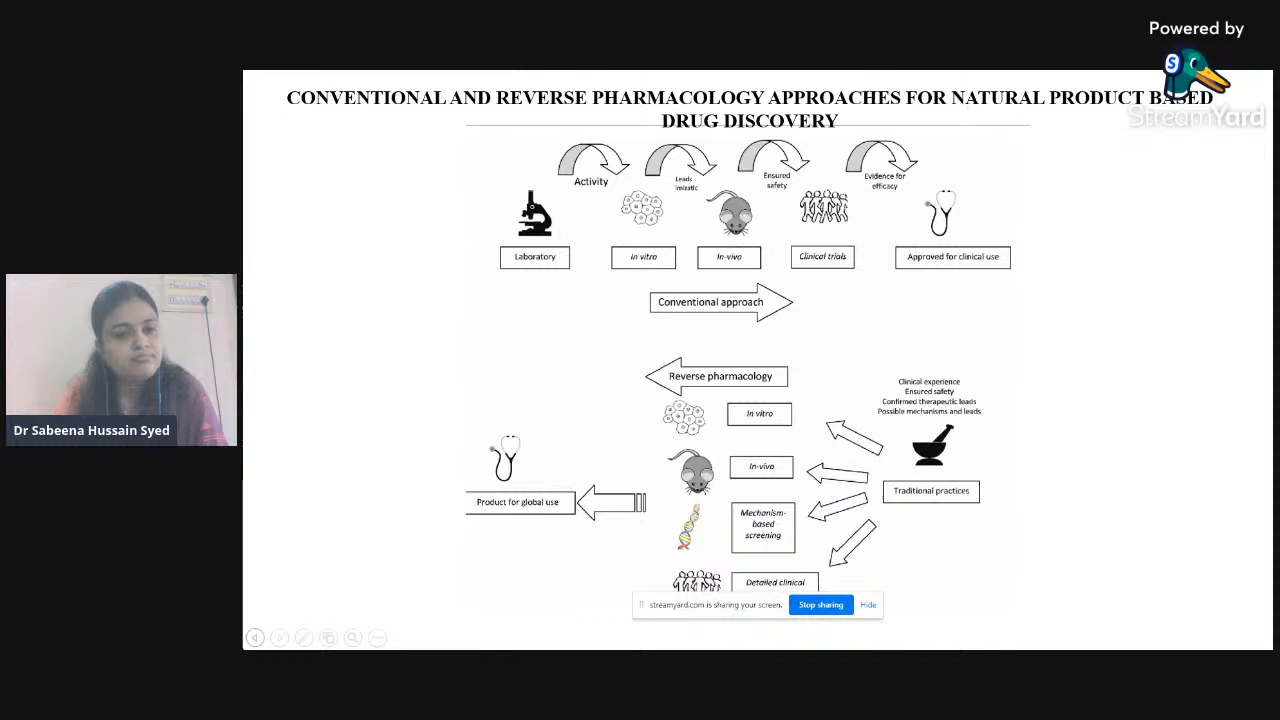 Powered by
StreamYard
CONVENTIONAL AND REVERSE PHARMACOLOGY APPROACHES FOR NATURAL PRODUCT BASED
DRUG DISCOVERY
Activity
Leads
imizatic
Ensured
safety
Evidence for
efficacy
Laboratory
In vitro
In-vivo
Clinical trials
Approved for clinical use
Conventional approach
Reverse pharmacology
Clinical experience
Ensured safety
Confirmed therapeutic leads
Possible mechanisms and leads
In vitro
In-vivo
Traditional practices
Product for global use
Mechanism-
based
screening
Detailed clinical
Dr Sabeena Hussain Syed
streamyard.com is sharing your screen.
Stop sharing
Hide